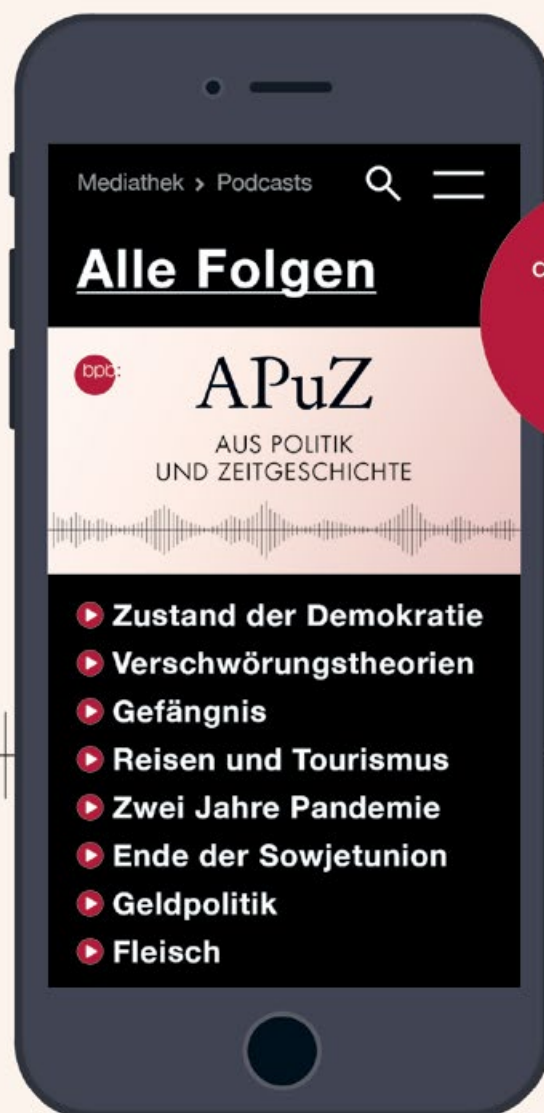 Mediathek > Podcasts
Alle Folgen
bpb:
APuZ
AUS POLITIK
UND ZEITGESCHICHTE
Zustand der Demokratie
Verschwörungstheorien
Gefängnis
Reisen und Tourismus
Zwei Jahre Pandemie
Ende der Sowjetunion
Geldpolitik
Fleisch